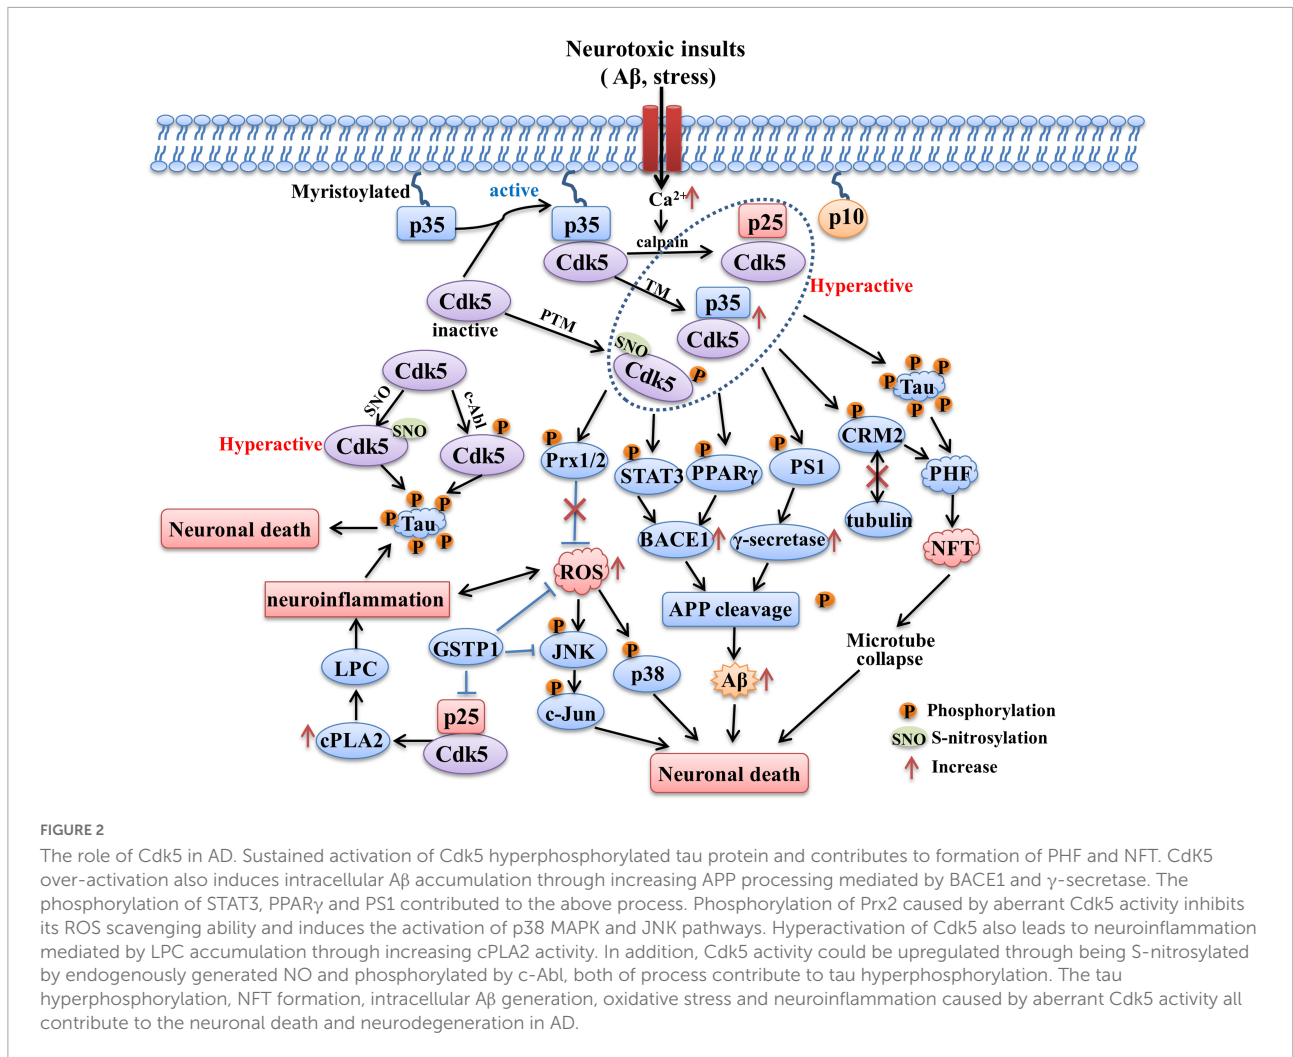 Neurotoxic insults
( Aβ, stress)
Myristoylated
active
Ca2+
p35
p35
p25
p10
calpain
Cdk5
Cdk5
Hyperactive
TM
Cdk5
inactive
p35
Cdk5
PTM
SNO
Cdk5
P
Cdk5
SNO
c-Abl
Hyperactive
Cdk5
SNO
P
Cdk5
P
P
P
P
P
Tau
Neuronal death
P
P
P
P
P
Tau
P
CRM2
PHF
tubulin
NFT
Microtube
collapse
P
Prx1/2
P
STAT3
P
PPARγ
P
PS1
BACE1
γ-secretase
ROS
APP cleavage
P
Aβ
neuroinflammation
GSTP1
P
JNK
P
p38
LPC
P
c-Jun
p25
Cdk5
cPLA2
Neuronal death
P Phosphorylation
SNO S-nitrosylation
Increase
FIGURE 2
The role of Cdk5 in AD. Sustained activation of Cdk5 hyperphosphorylated tau protein and contributes to formation of PHF and NFT. CdK5
over-activation also induces intracellular Aβ accumulation through increasing APP processing mediated by BACE1 and γ-secretase. The
phosphorylation of STAT3, PPARγ and PS1 contributed to the above process. Phosphorylation of Prx2 caused by aberrant Cdk5 activity inhibits
its ROS scavenging ability and induces the activation of p38 MAPK and JNK pathways. Hyperactivation of Cdk5 also leads to neuroinflammation
mediated by LPC accumulation through increasing cPLA2 activity. In addition, Cdk5 activity could be upregulated through being S-nitrosylated
by endogenously generated NO and phosphorylated by c-Abl, both of process contribute to tau hyperphosphorylation. The tau
hyperphosphorylation, NFT formation, intracellular Aβ generation, oxidative stress and neuroinflammation caused by aberrant Cdk5 activity all
contribute to the neuronal death and neurodegeneration in AD.